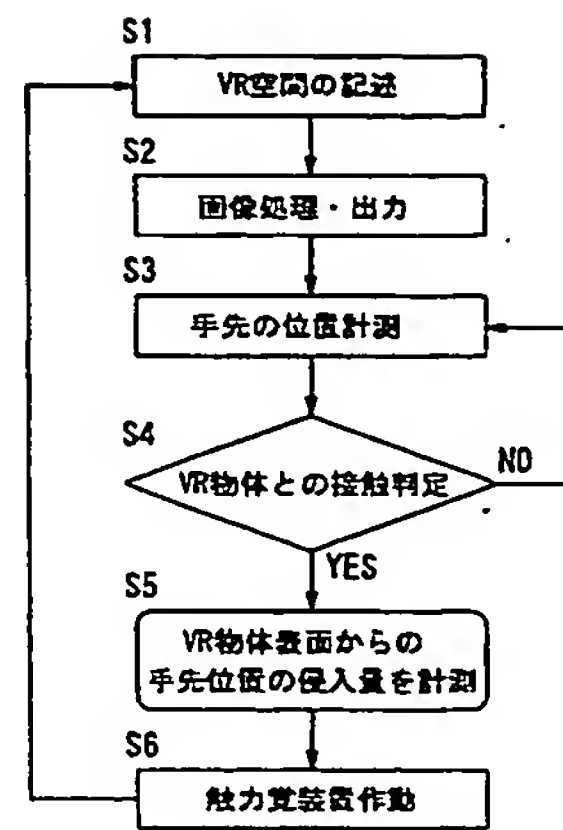 S1
VR空間の記述
S2
画像処理・出力
S3
手先の位置計測
S4
VR物体との接触判定
NO
YES
S5
VR物体表面からの
手先位置の侵入量を計測
S6
触力覚装置作動